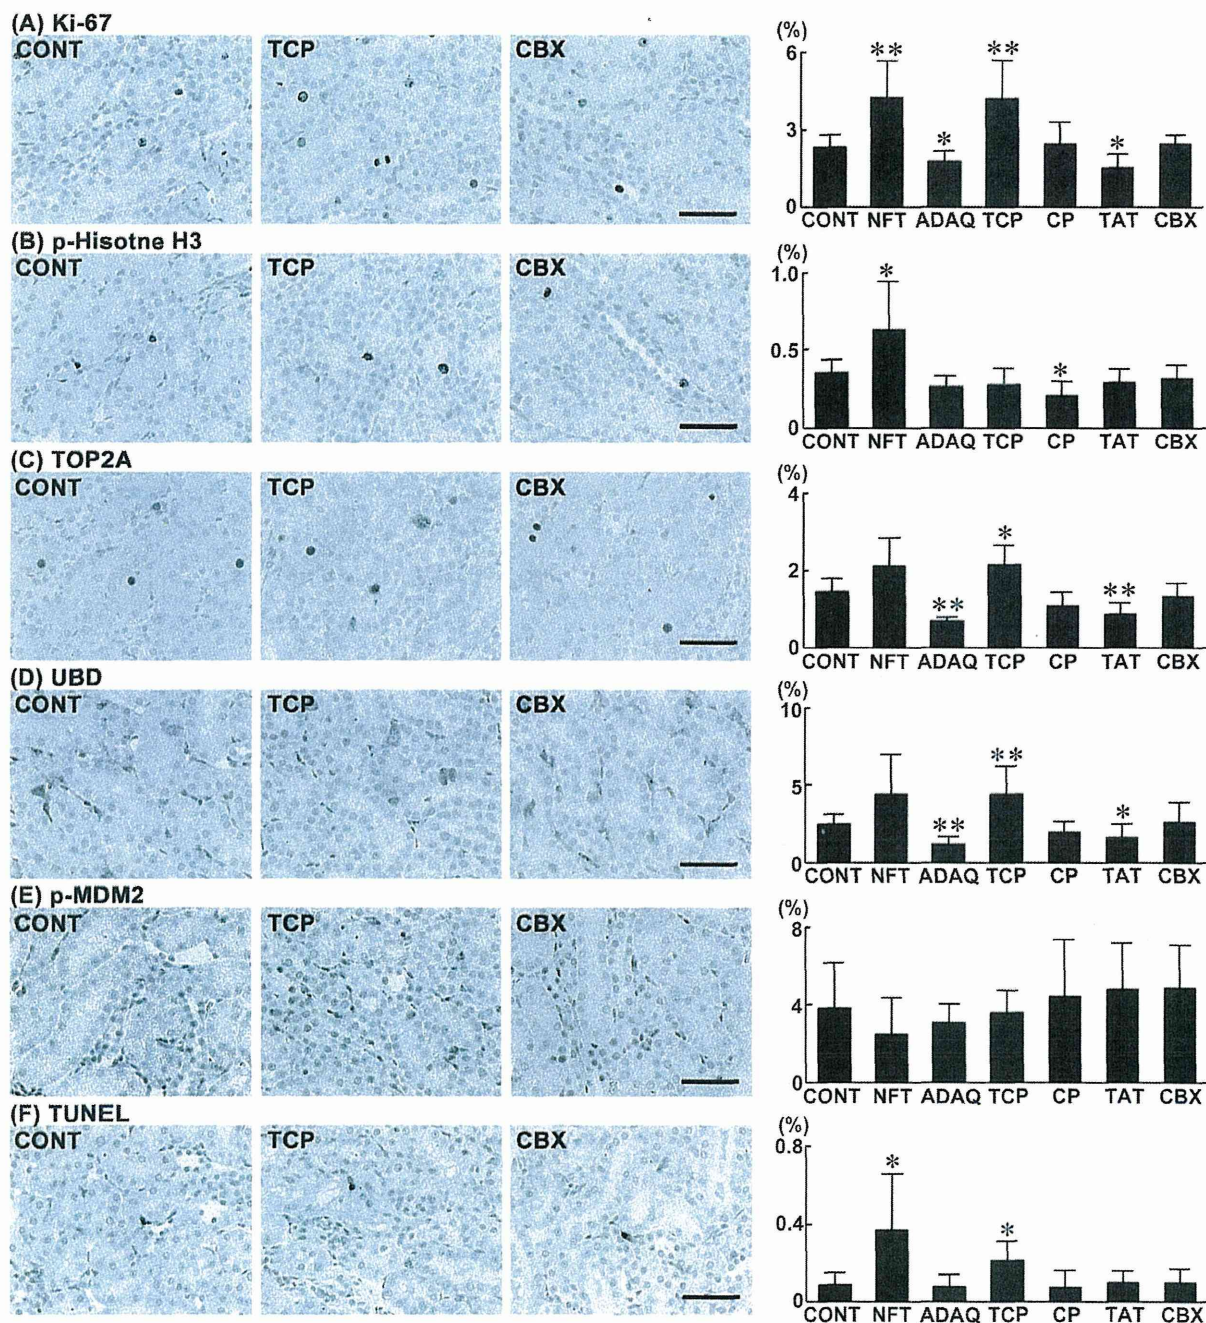 (A) Ki-67
CONT TCP CBX
(%)
6
3
0
** * ** *
CONT NFT ADAQ TCP CP TAT CBX
(B) p-Hisotne H3
CONT TCP CBX
(%)
1.0
0.5
0
* *
CONT NFT ADAQ TCP CP TAT CBX
(C) TOP2A
CONT TCP CBX
(%)
4
2
0
** * **
CONT NFT ADAQ TCP CP TAT CBX
(D) UBD
CONT TCP CBX
(%)
10
5
0
** ** *
CONT NFT ADAQ TCP CP TAT CBX
(E) p-MDM2
CONT TCP CBX
(%)
8
4
0
CONT NFT ADAQ TCP CP TAT CBX
(F) TUNEL
CONT TCP CBX
(%)
0.8
0.4
0
* *
CONT NFT ADAQ TCP CP TAT CBX